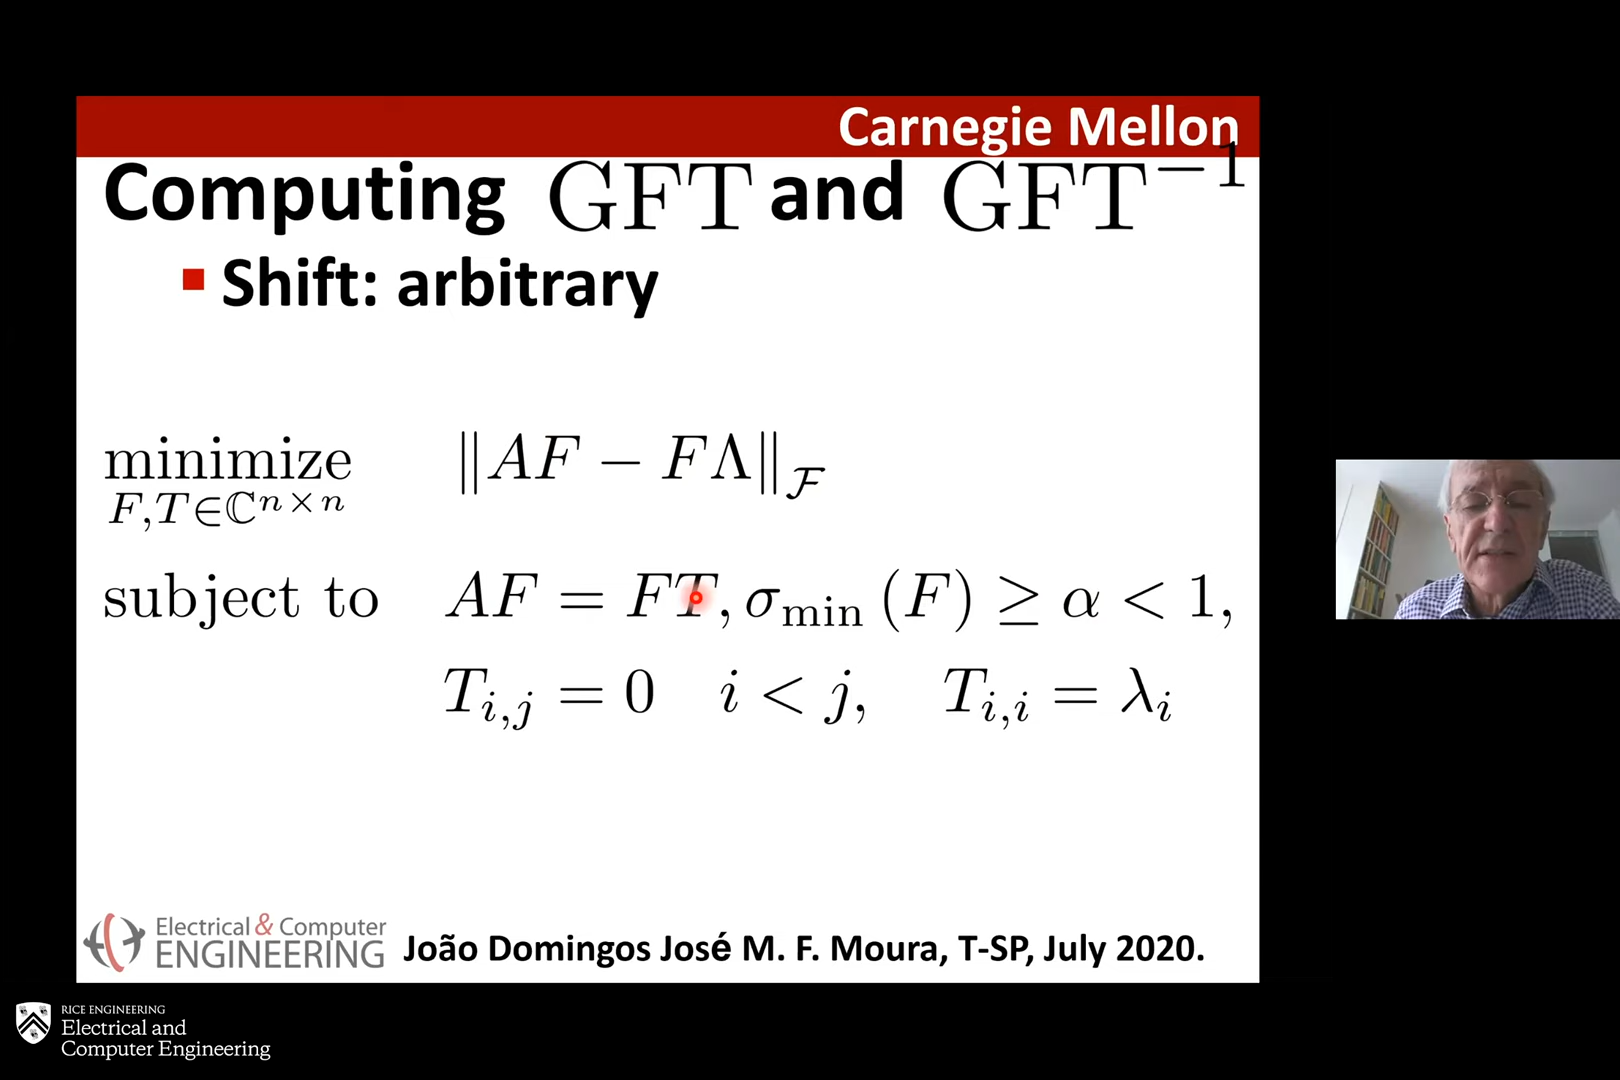 Carnegie Mellon
Computing GFT and GFT⁻¹
▪ Shift: arbitrary
minimize ‖AF − FΛ‖_ℱ
F,T∈ℂⁿˣⁿ
subject to AF = FT, σ_min (F) ≥ α < 1,
T_{i,j} = 0 i < j, T_{i,i} = λ_i
Electrical & Computer
ENGINEERING
João Domingos José M. F. Moura, T-SP, July 2020.
RICE ENGINEERING
Electrical and
Computer Engineering